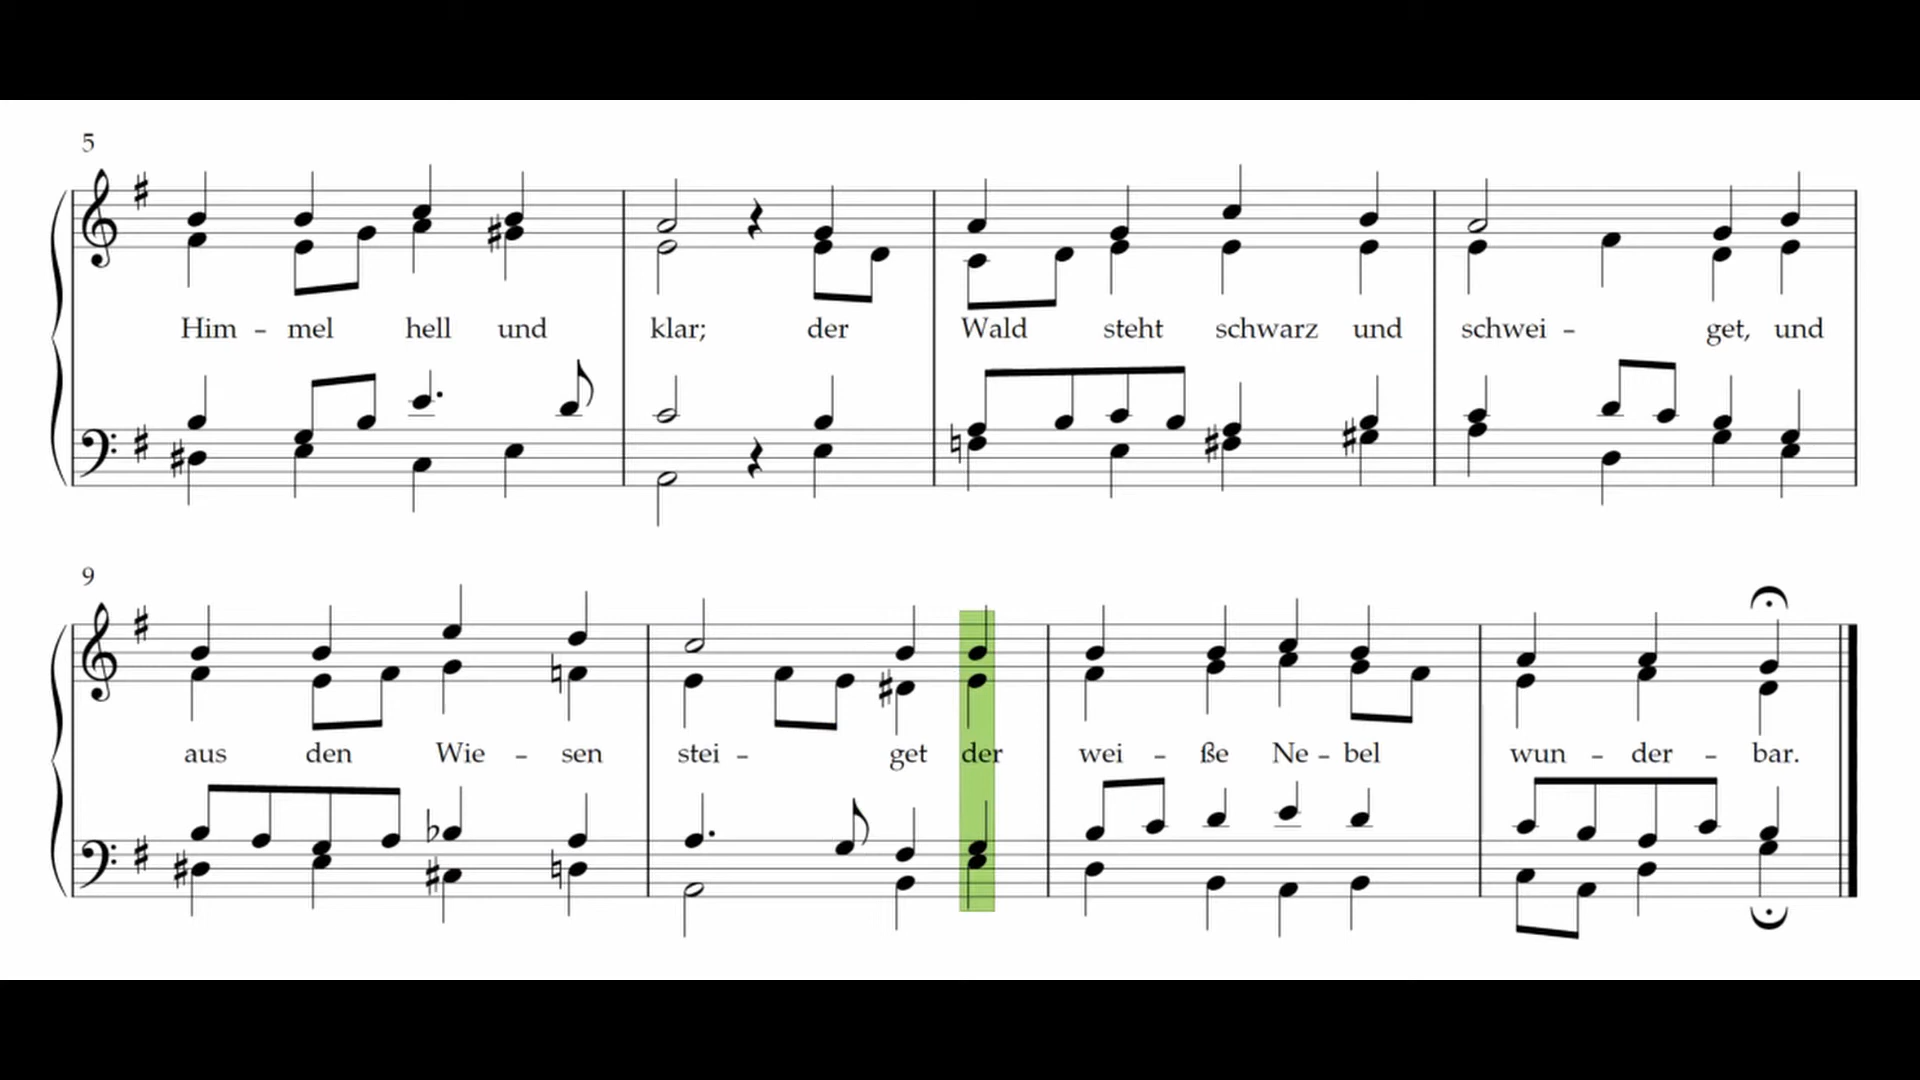 5
Him – mel hell und klar; der Wald steht schwarz und schwei – get, und
9
aus den Wie – sen stei – get der wei – ße Ne – bel wun – der – bar.